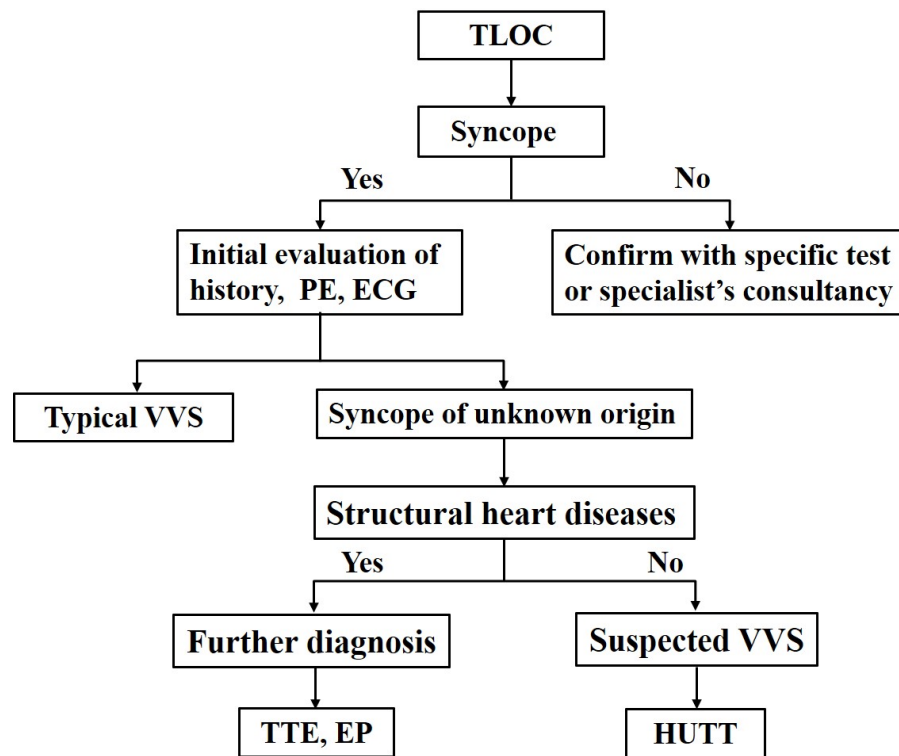 TLOC
Syncope
Yes
No
Initial evaluation of
history, PE, ECG
Confirm with specific test
or specialist's consultancy
Typical VVS
Syncope of unknown origin
Structural heart diseases
Yes
No
Further diagnosis
Suspected VVS
TTE, EP
HUTT